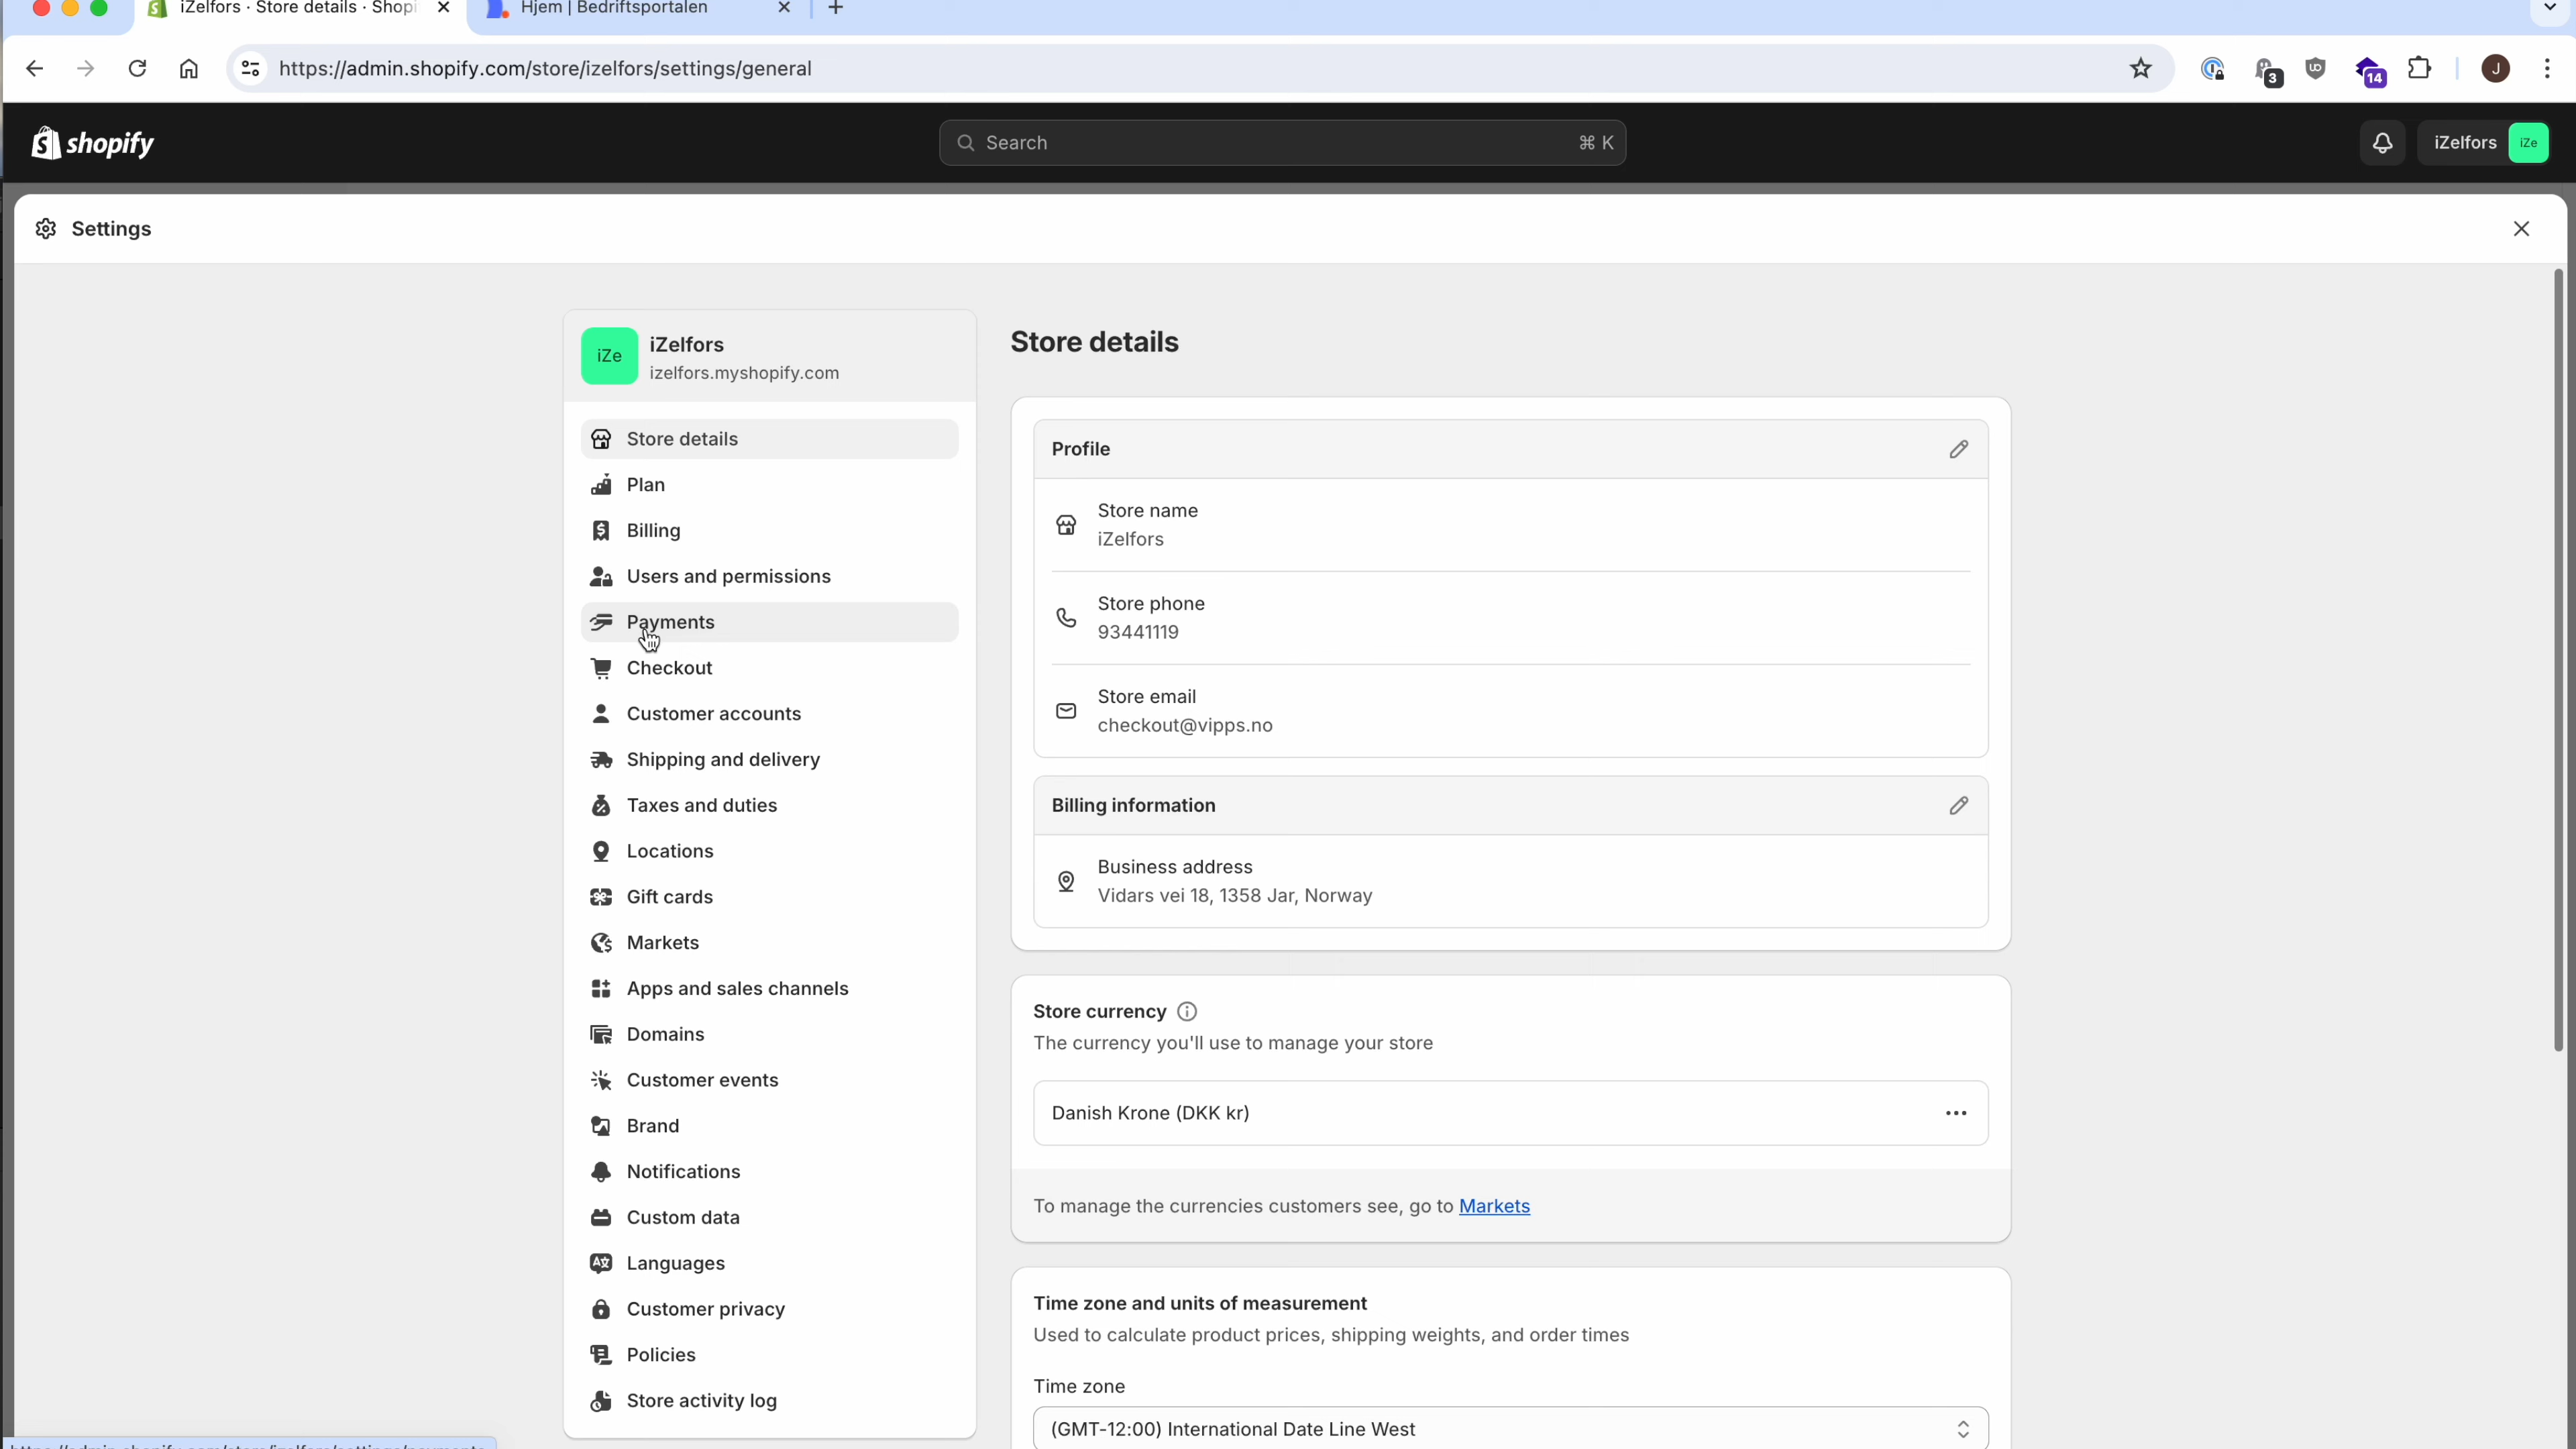 iZelfors · Store details · Shopi
Hjem | Bedriftsportalen
https://admin.shopify.com/store/izelfors/settings/general
3
14
J
shopify
Search
⌘ K
iZelfors
iZe
Settings
iZe
iZelfors
izelfors.myshopify.com
Store details
Plan
Billing
Users and permissions
Payments
Checkout
Customer accounts
Shipping and delivery
Taxes and duties
Locations
Gift cards
Markets
Apps and sales channels
Domains
Customer events
Brand
Notifications
Custom data
Languages
Customer privacy
Policies
Store activity log
Store details
Profile
Store name
iZelfors
Store phone
93441119
Store email
checkout@vipps.no
Billing information
Business address
Vidars vei 18, 1358 Jar, Norway
Store currency
The currency you'll use to manage your store
Danish Krone (DKK kr)
To manage the currencies customers see, go to Markets
Time zone and units of measurement
Used to calculate product prices, shipping weights, and order times
Time zone
(GMT-12:00) International Date Line West